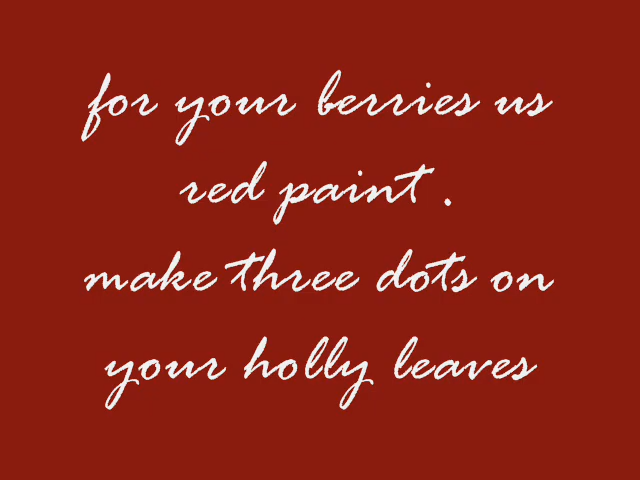 for your berries us
red paint .
make three dots on
your holly leaves